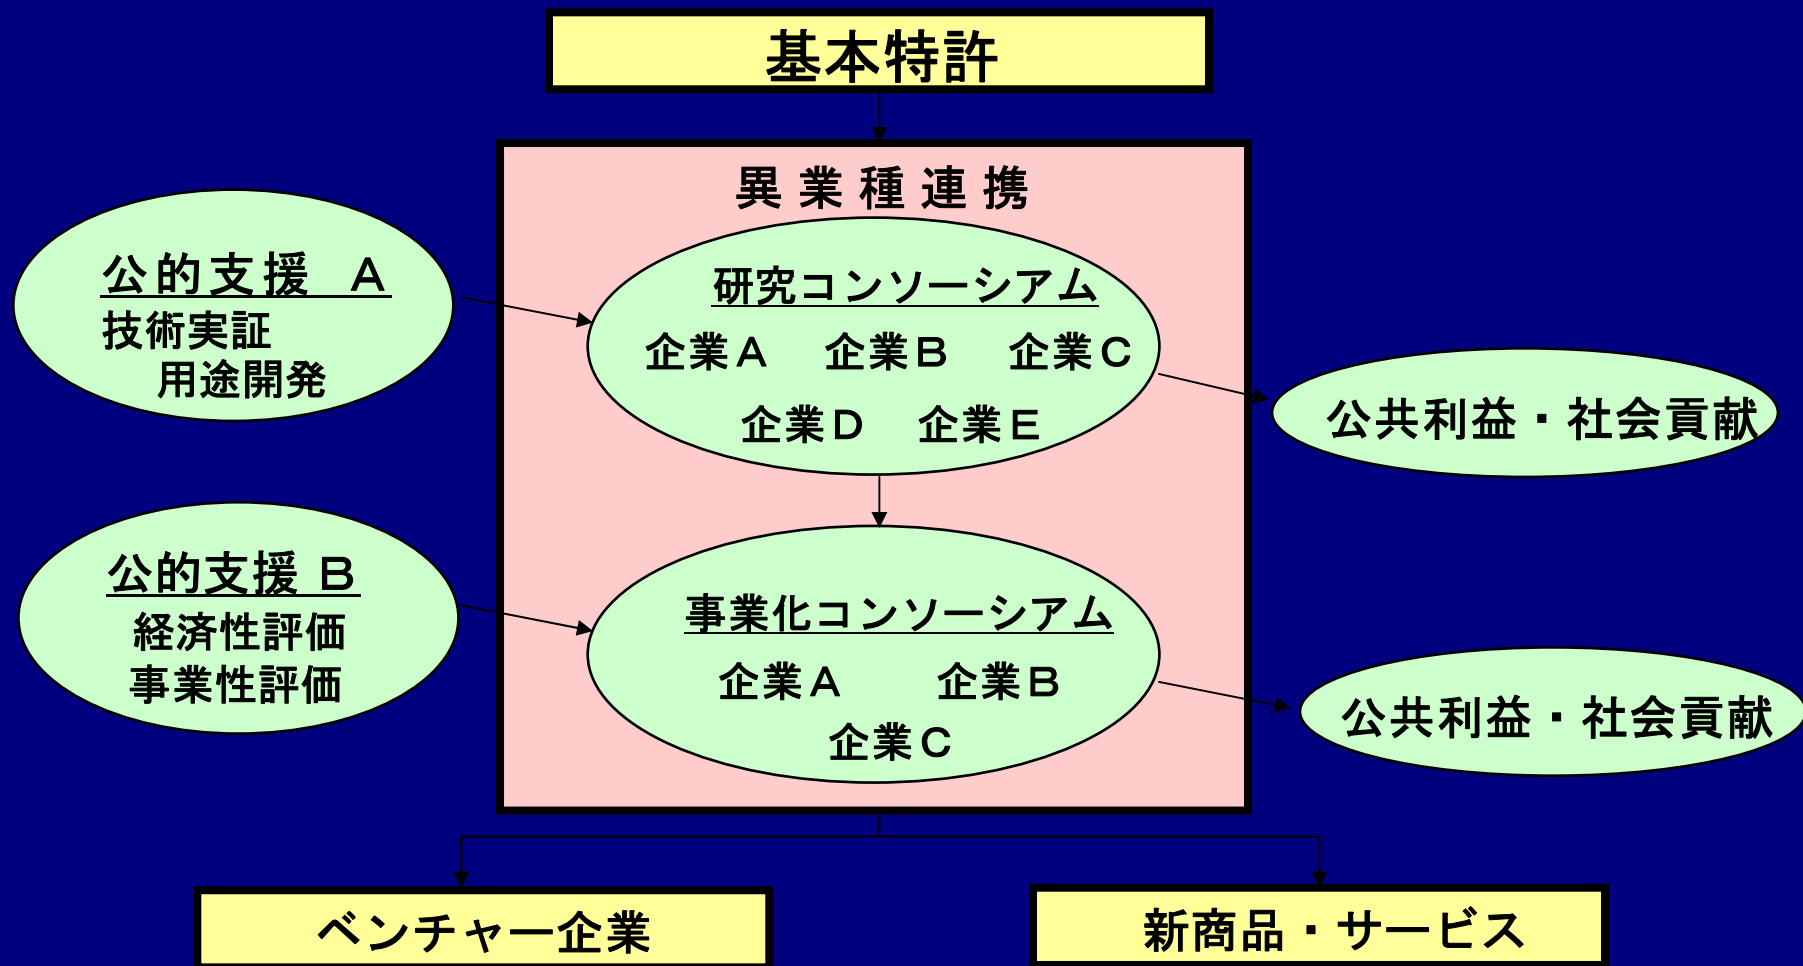 基本特許
異業種連携
公的支援　Ａ
技術実証
用途開発
研究コンソーシアム
企業Ａ　企業Ｂ　企業Ｃ
企業Ｄ　企業Ｅ
公共利益・社会貢献
公的支援 Ｂ
経済性評価
事業性評価
事業化コンソーシアム
企業Ａ　企業Ｂ
企業Ｃ
公共利益・社会貢献
ベンチャー企業
新商品・サービス